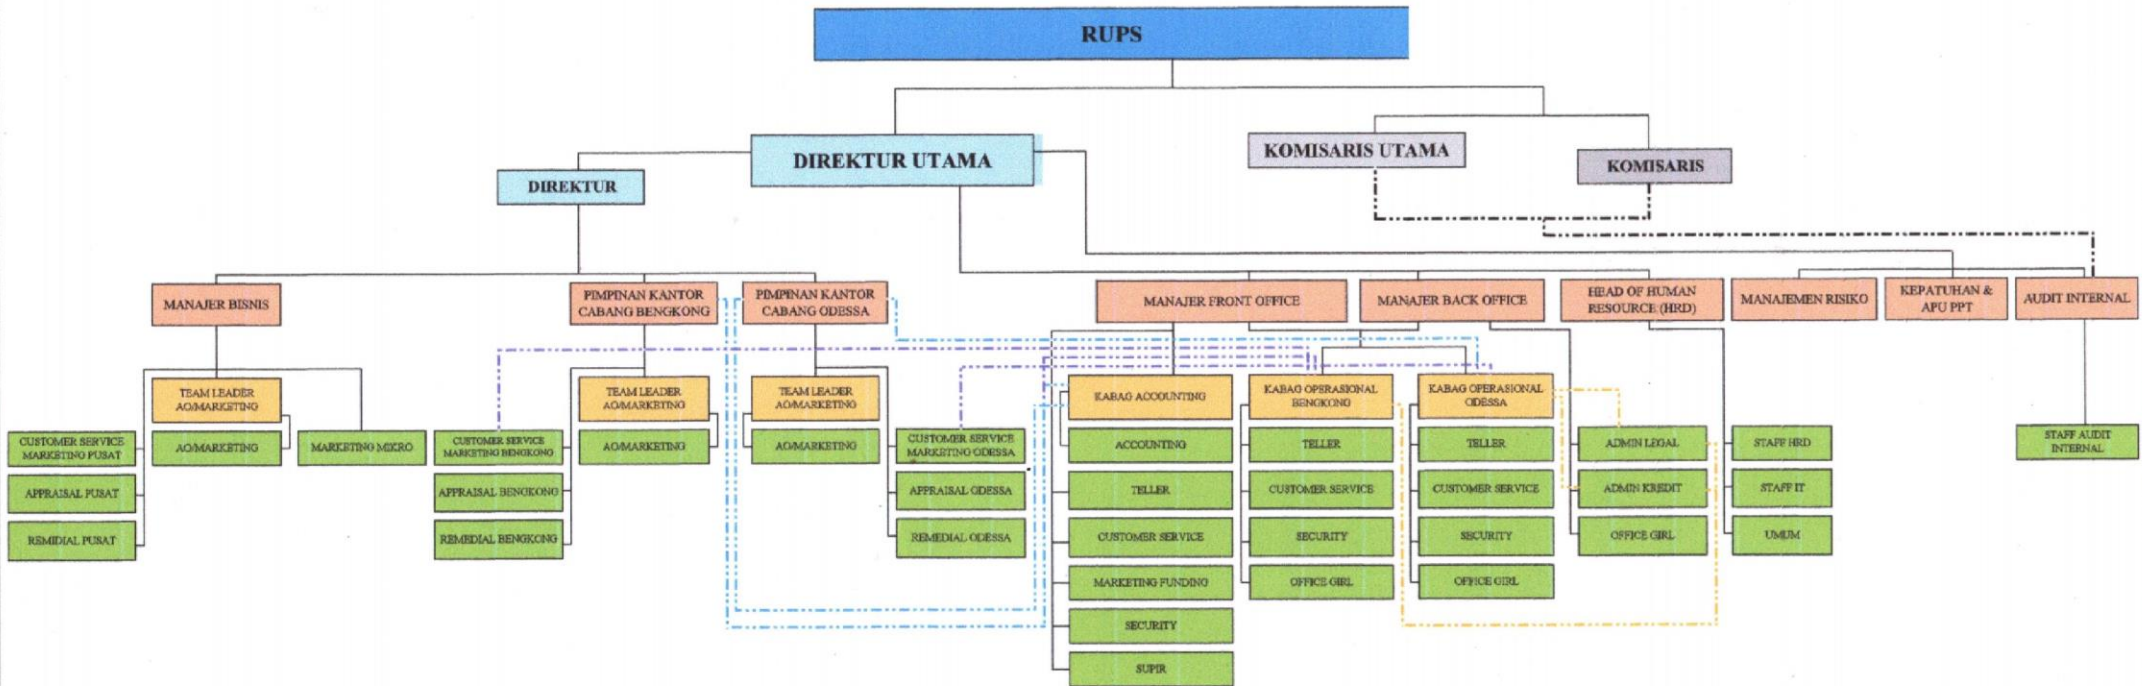 RUPS
DIREKTUR UTAMA
KOMISARIS UTAMA
KOMISARIS
DIREKTUR
MANAJER BISNIS
PIMPINAN KANTOR
CABANG BENGKONG
PIMPINAN KANTOR
CABANG ODESSA
MANAJER FRONT OFFICE
MANAJER BACK OFFICE
HEAD OF HUMAN
RESOURCE (HRD)
MANAJEMEN RISIKO
KEPATUHAN &
APU PPT
AUDIT INTERNAL
TEAM LEADER
AO/MARKETING
TEAM LEADER
AO/MARKETING
TEAM LEADER
AO/MARKETING
KABAG ACCOUNTING
KABAG OPERASIONAL
BENGKONG
KABAG OPERASIONAL
ODESSA
CUSTOMER SERVICE
MARKETING PUSAT
AO/MARKETING
MARKETING MIKRO
CUSTOMER SERVICE
MARKETING BENGKONG
AO/MARKETING
AO/MARKETING
CUSTOMER SERVICE
MARKETING ODESSA
ACCOUNTING
TELLER
TELLER
ADMIN LEGAL
STAFF HRD
STAFF AUDIT
INTERNAL
APPRAISAL PUSAT
APPRAISAL BENGKONG
APPRAISAL ODESSA
TELLER
CUSTOMER SERVICE
CUSTOMER SERVICE
ADMIN KREDIT
STAFF IT
REMIDIAL PUSAT
REMEDIAL BENGKONG
REMEDIAL ODESSA
CUSTOMER SERVICE
SECURITY
SECURITY
OFFICE GIRL
UMUM
MARKETING FUNDING
OFFICE GIRL
OFFICE GIRL
SECURITY
SUPIR